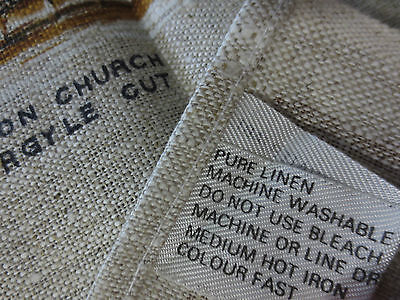 ON CHURCH
RGYLE CUT
PURE LINEN
MACHINE WASHABLE
DO NOT USE BLEACH
MACHINE OR LINE DR
MEDIUM HOT IRON
COLOUR FAST